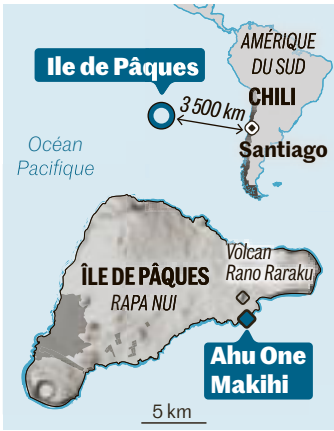 AMÉRIQUE
DU SUD
Ile de Pâques
CHILI
3 500 km
Santiago
Océan
Pacifique
Volcan
Rano Raraku
ÎLE DE PÂQUES
RAPA NUI
Ahu One
Makihi
5 km